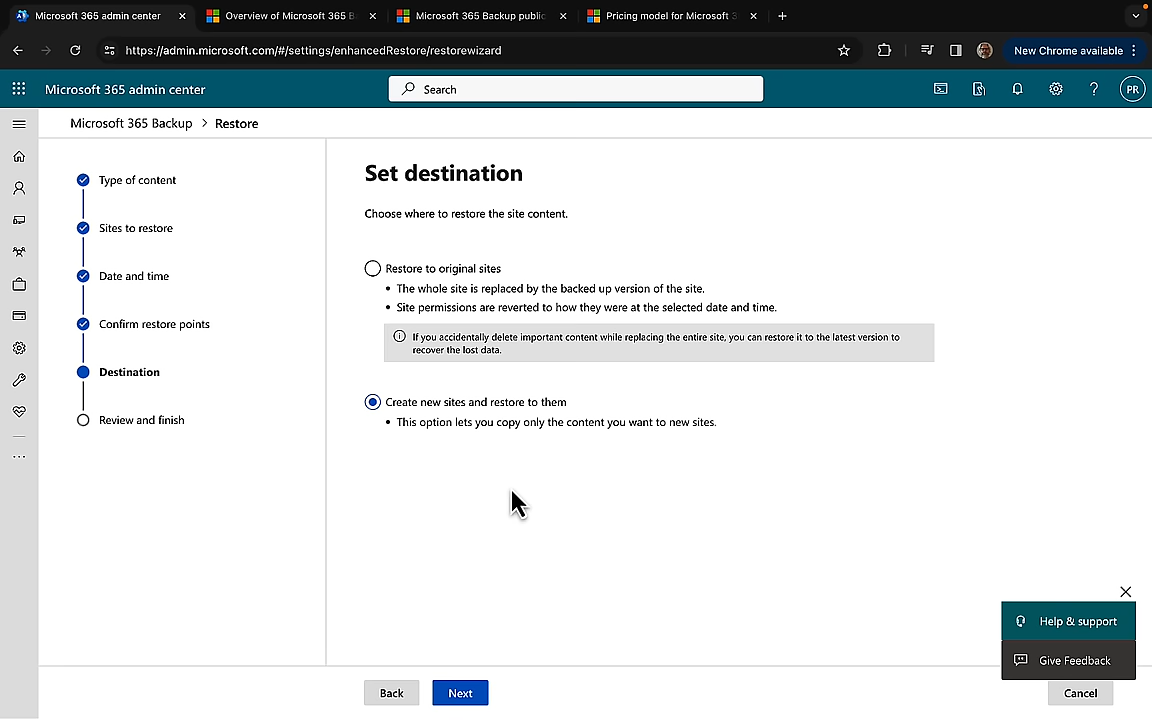 Microsoft 365 admin center
Overview of Microsoft 365 B
Microsoft 365 Backup public
Pricing model for Microsoft 3
https://admin.microsoft.com/#/settings/enhancedRestore/restorewizard
New Chrome available
Microsoft 365 admin center
Search
PR
Microsoft 365 Backup > Restore
Type of content
Sites to restore
Date and time
Confirm restore points
Destination
Review and finish
Set destination
Choose where to restore the site content.
Restore to original sites
• The whole site is replaced by the backed up version of the site.
• Site permissions are reverted to how they were at the selected date and time.
If you accidentally delete important content while replacing the entire site, you can restore it to the latest version to
recover the lost data.
Create new sites and restore to them
• This option lets you copy only the content you want to new sites.
Help & support
Give Feedback
Back
Next
Cancel